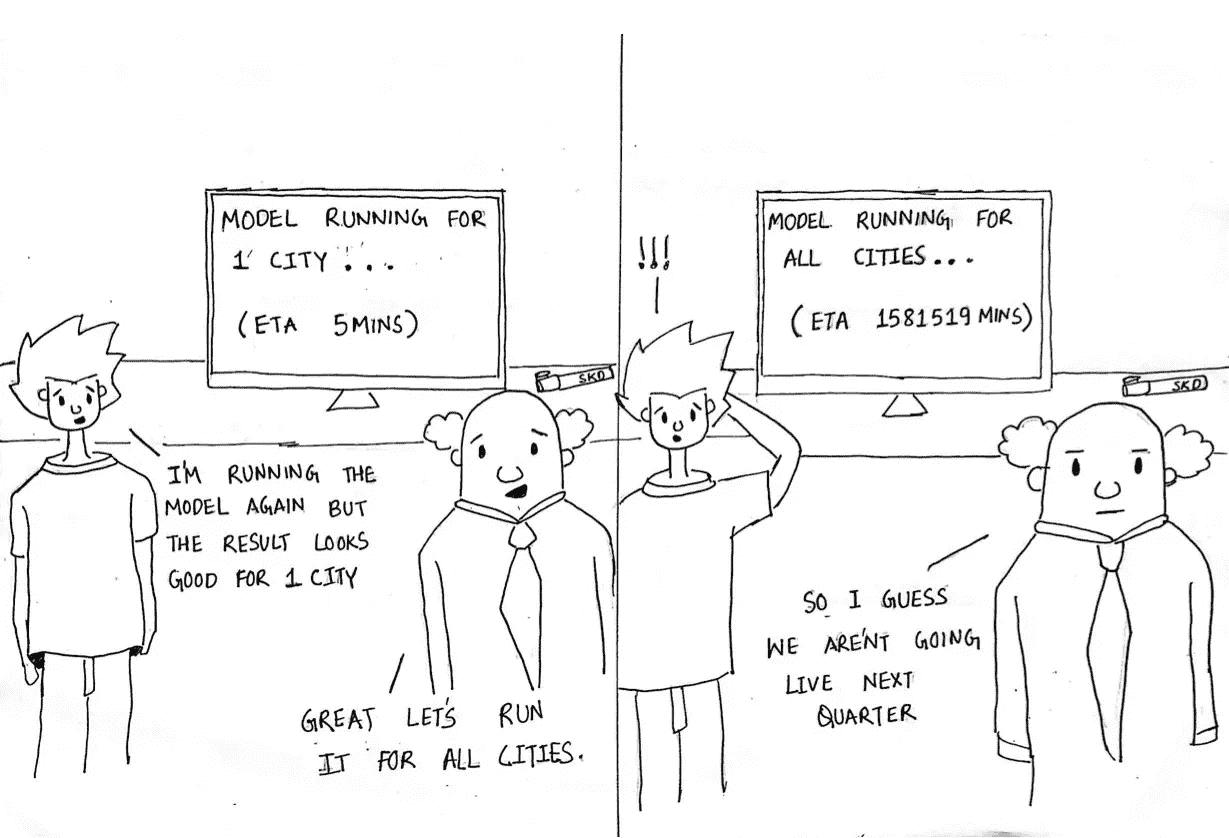 MODEL RUNNING FOR
1 CITY...
(ETA 5MINS)
I'M RUNNING THE
MODEL AGAIN BUT
THE RESULT LOOKS
GOOD FOR 1 CITY
SKD
GREAT LET'S RUN
IT FOR ALL CITIES.
!!!
MODEL RUNNING FOR
ALL CITIES...
(ETA 1581519 MINS)
SKD
SO I GUESS
WE AREN'T GOING
LIVE NEXT
QUARTER